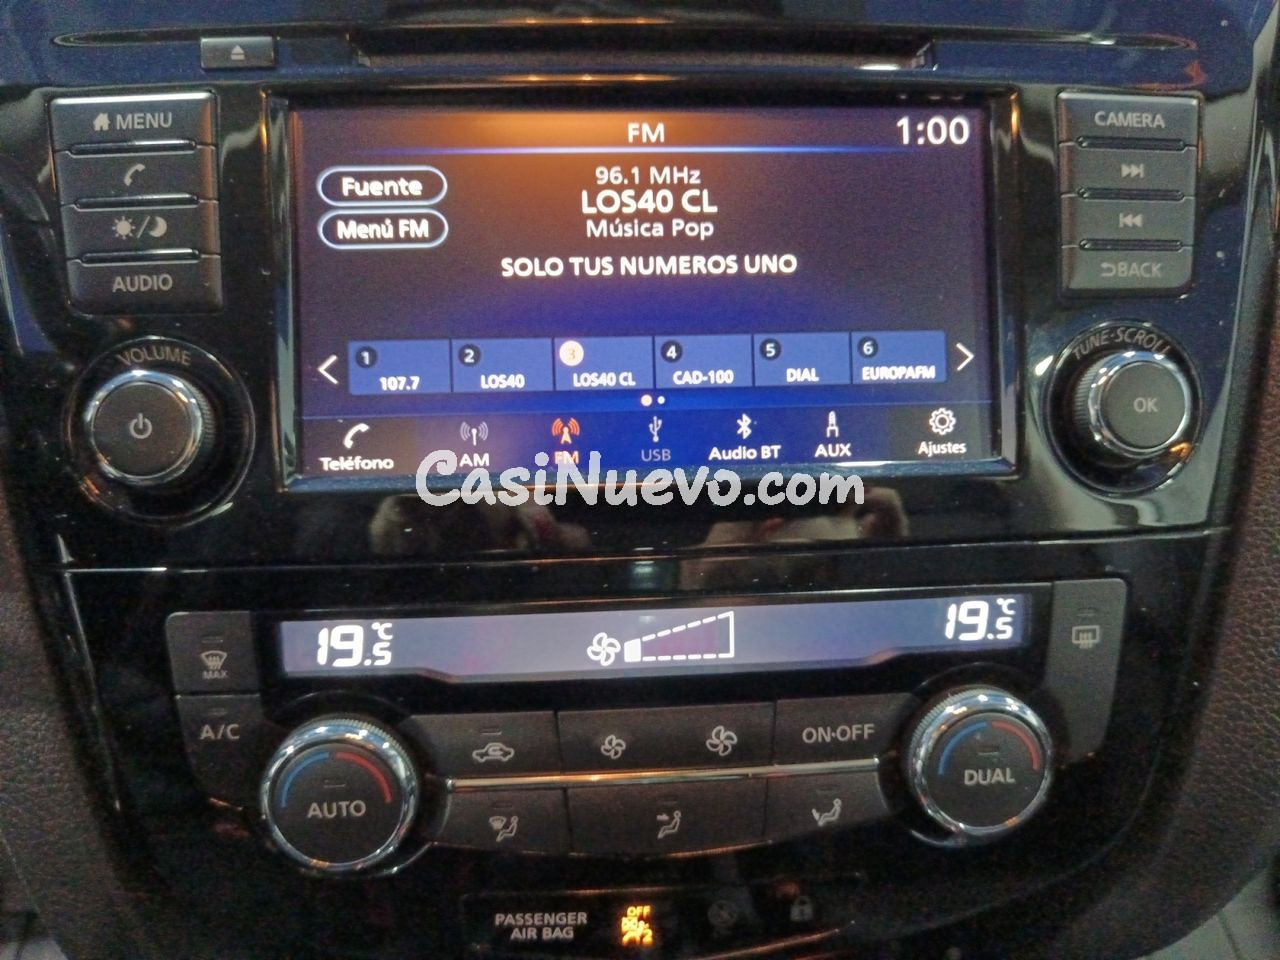 MENU
CAMERA
FM
1:00
Fuente
96.1 MHz
LOS40 CL
Menú FM
Música Pop
SOLO TUS NUMEROS UNO
AUDIO
BACK
VOLUME
TUNE·SCROLL
1
2
3
4
5
6
107.7
LOS40
LOS40 CL
CAD-100
DIAL
EUROPAFM
OK
Teléfono
AM
FM
USB
Audio BT
AUX
Ajustes
CasiNuevo.com
19.5
°C
19.5
°C
MAX
A/C
ON·OFF
AUTO
DUAL
PASSENGER
AIR BAG
OFF
2